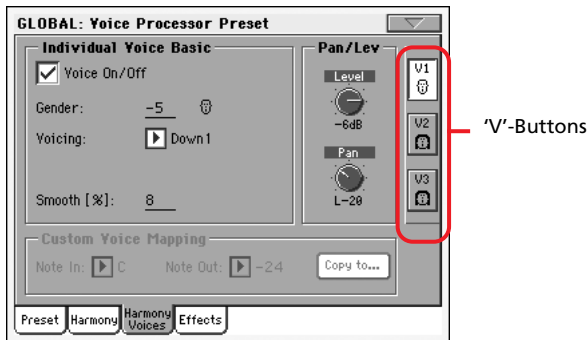 GLOBAL: Voice Processor Preset
Individual Voice Basic
Voice On/Off
Gender: -5
Voicing: Down1
Smooth [%]: 8
Pan/Lev
Level
-6dB
Pan
L-20
V1
V2
V3
'V'-Buttons
Custom Voice Mapping
Note In: C Note Out: -24 Copy to...
Preset Harmony Harmony Voices Effects